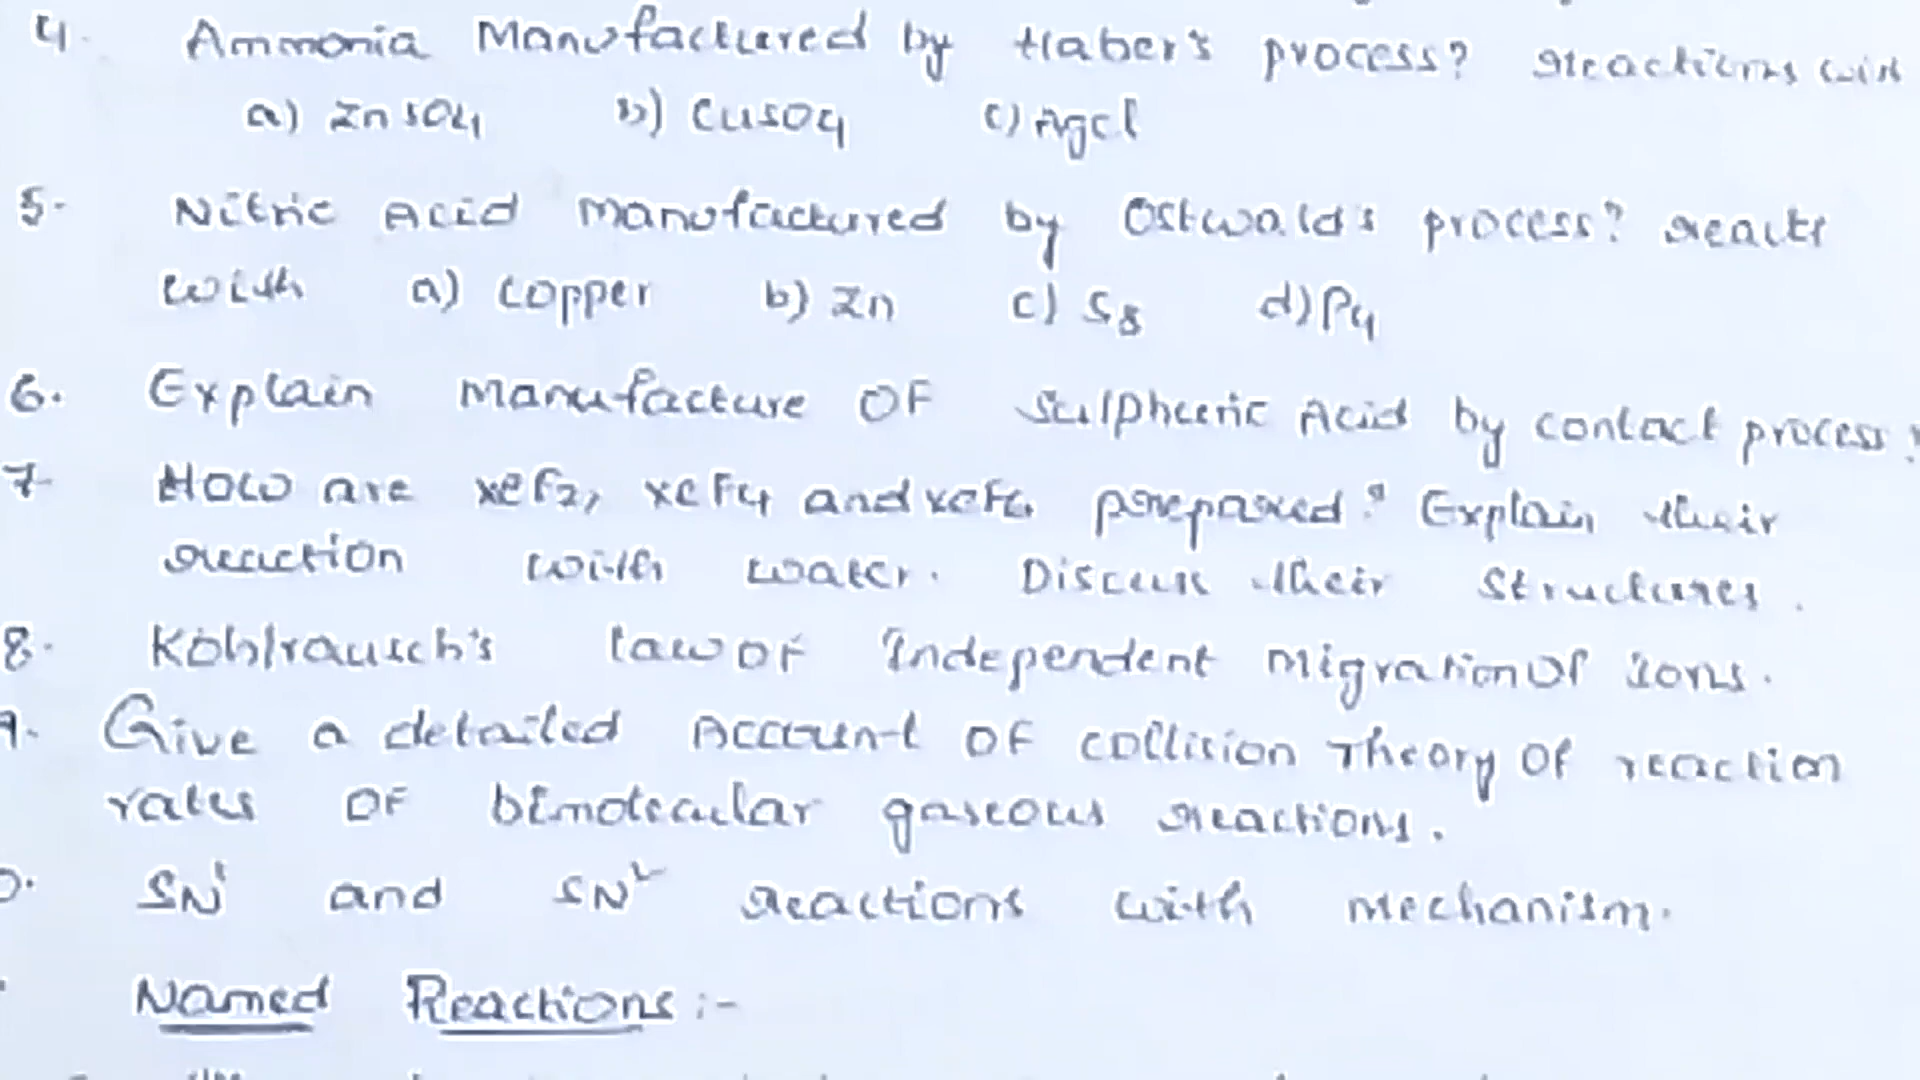 4. Ammonia Manufactured by Haber's process? reactions with
a) ZnSO4 b) CuSO4 c) AgCl
5. Nitric Acid manufactured by Ostwald's process? reacts
with a) copper b) Zn c) S8 d) P4
6. Explain manufacture OF Sulphuric Acid by contact process?
7 How are XeF2, XeF4 and XeF6 prepared? Explain their
reaction with water. Discuss their Structures.
8. Kohlrausch's law of Independent migration of ions.
9. Give a detailed Account OF collision Theory Of reaction
rates OF bimolecular gaseous reactions.
0. SN1 and SN2 reactions with mechanism.
Named Reactions :-